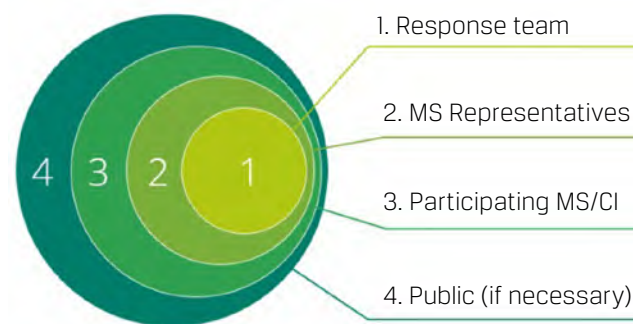 1. Response team
2. MS Representatives
4 3 2 1
3. Participating MS/CI
4. Public (if necessary)